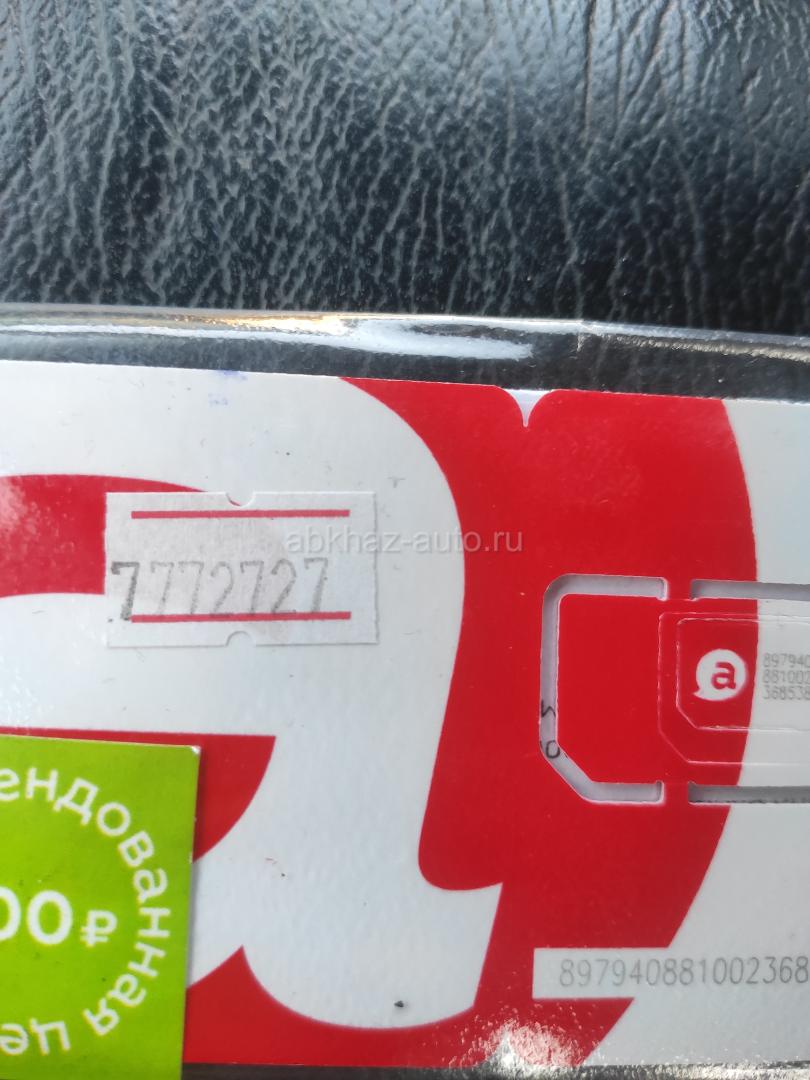 abkhaz-auto.ru
7772727
a
897940
881002
368538
ендованная це
00₽
897940881002368